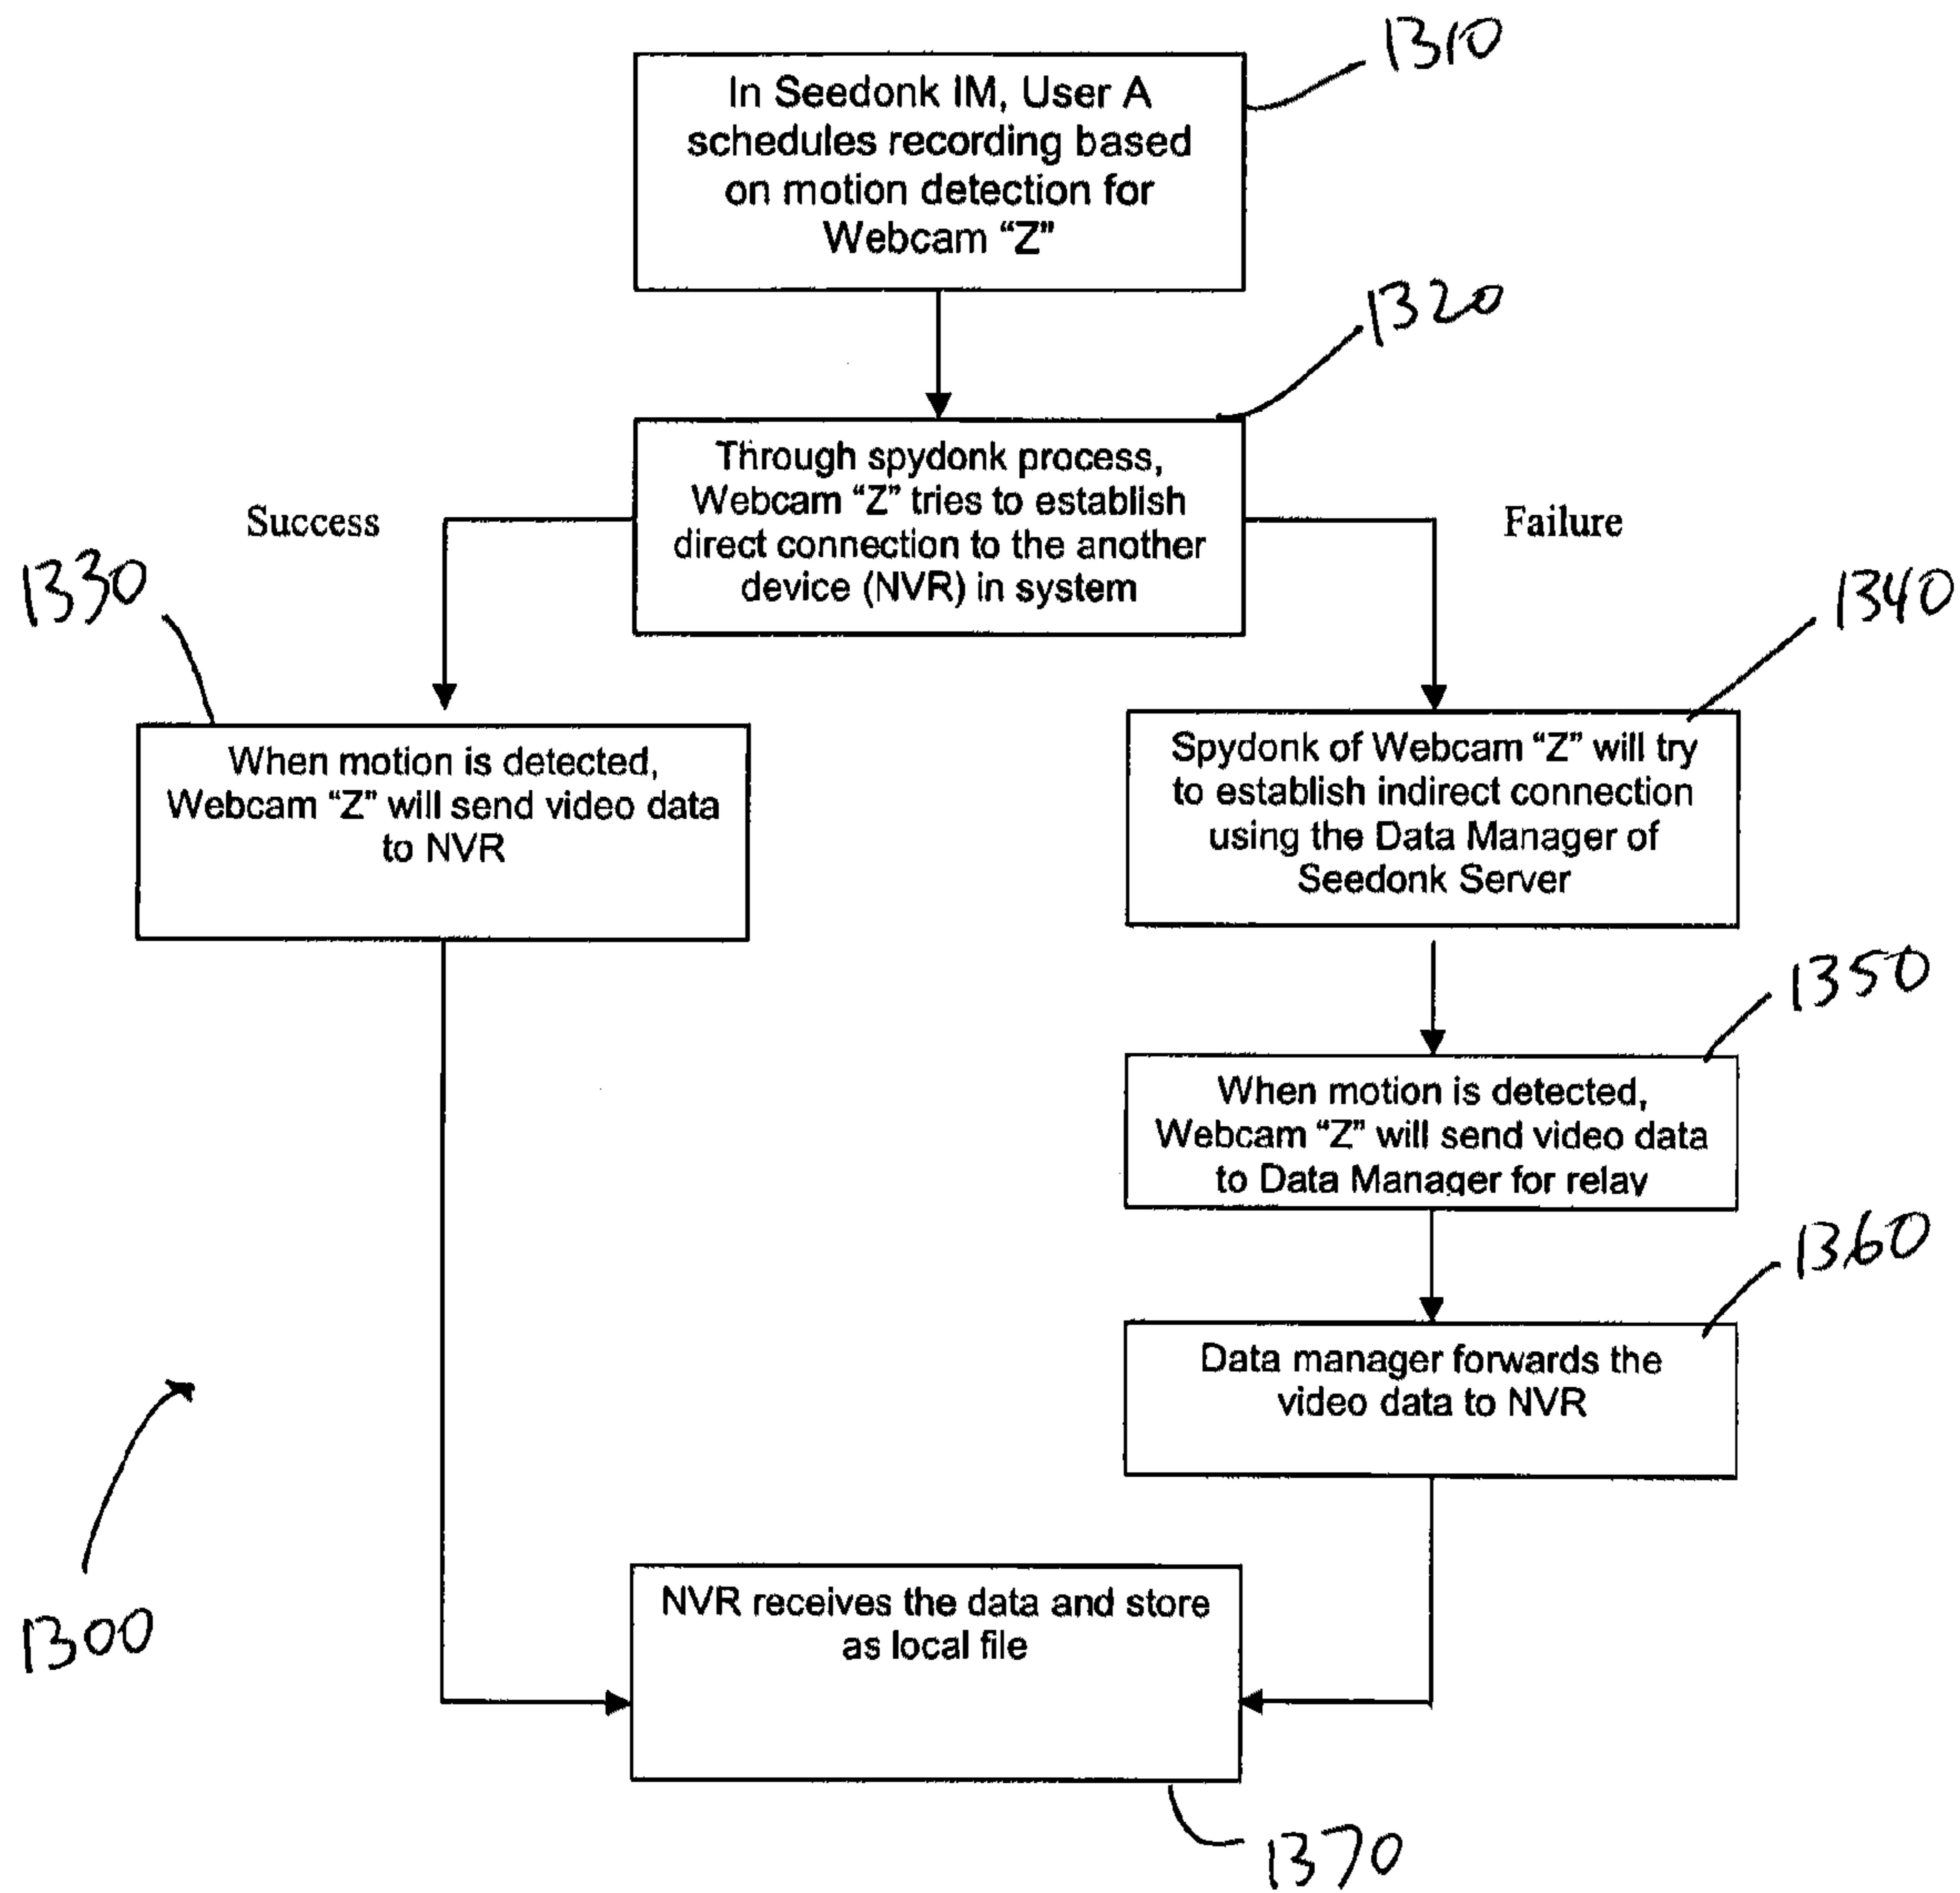 1310
In Seedonk IM, User A
schedules recording based
on motion detection for
Webcam “Z”
1320
Through spydonk process,
Webcam “Z” tries to establish
direct connection to the another
device (NVR) in system
Success
Failure
1330
1340
When motion is detected,
Webcam “Z” will send video data
to NVR
Spydonk of Webcam “Z” will try
to establish indirect connection
using the Data Manager of
Seedonk Server
1350
When motion is detected,
Webcam “Z” will send video data
to Data Manager for relay
1360
Data manager forwards the
video data to NVR
1300
NVR receives the data and store
as local file
1370